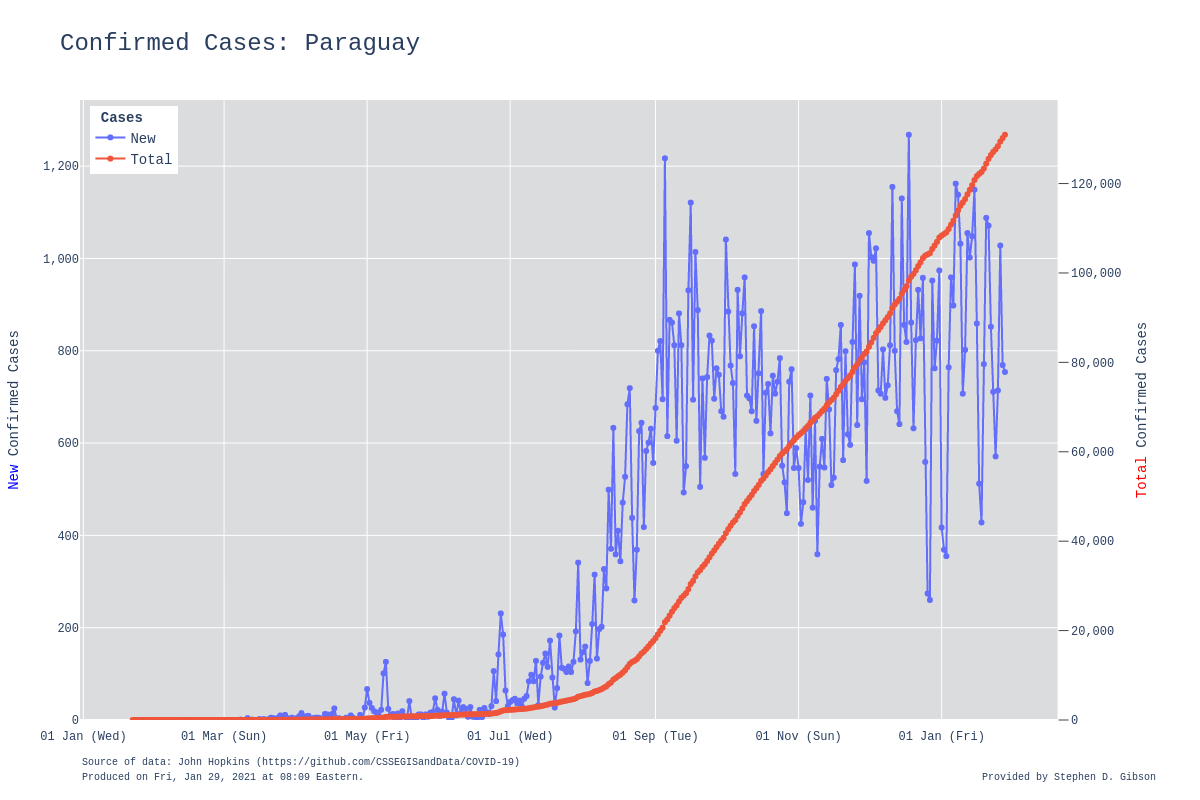 Confirmed Cases: Paraguay
Cases
New
Total
1,200
1,000
800
600
400
200
0
120,000
100,000
80,000
60,000
40,000
20,000
0
New Confirmed Cases
Total Confirmed Cases
01 Jan (Wed)
01 Mar (Sun)
01 May (Fri)
01 Jul (Wed)
01 Sep (Tue)
01 Nov (Sun)
01 Jan (Fri)
Source of data: John Hopkins (https://github.com/CSSEGISandData/COVID-19)
Produced on Fri, Jan 29, 2021 at 08:09 Eastern.
Provided by Stephen D. Gibson